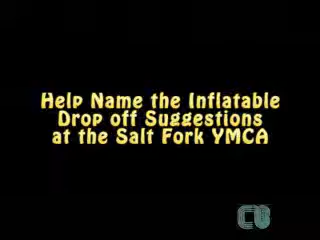 Help Name the Inflatable
Drop off Suggestions
at the Salt Fork YMCA